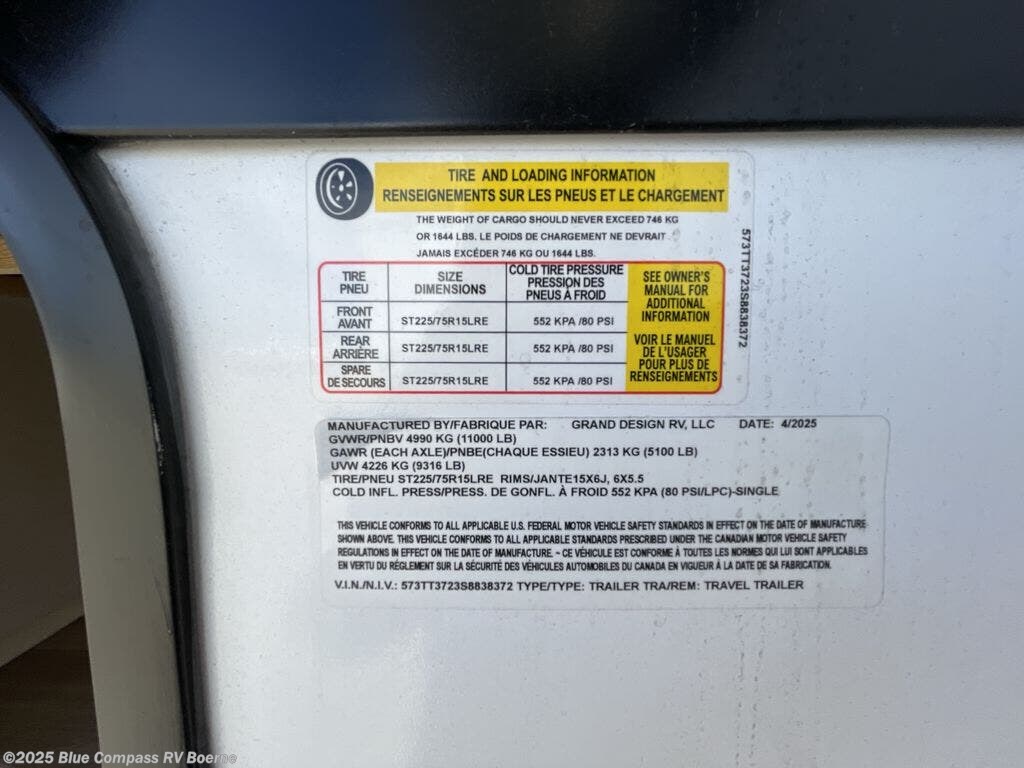 TIRE AND LOADING INFORMATION
RENSEIGNEMENTS SUR LES PNEUS ET LE CHARGEMENT
THE WEIGHT OF CARGO SHOULD NEVER EXCEED 746 KG
OR 1644 LBS. LE POIDS DE CHARGEMENT NE DEVRAIT
JAMAIS EXCÉDER 746 KG OU 1644 LBS.
TIRE
PNEU
SIZE
DIMENSIONS
COLD TIRE PRESSURE
PRESSION DES
PNEUS À FROID
FRONT
AVANT
ST225/75R15LRE
552 KPA /80 PSI
REAR
ARRIÈRE
ST225/75R15LRE
552 KPA /80 PSI
SPARE
DE SECOURS
ST225/75R15LRE
552 KPA /80 PSI
SEE OWNER'S
MANUAL FOR
ADDITIONAL
INFORMATION
VOIR LE MANUEL
DE L'USAGER
POUR PLUS DE
RENSEIGNEMENTS
573TT3723S8838372
MANUFACTURED BY/FABRIQUE PAR: GRAND DESIGN RV, LLC DATE: 4/2025
GVWR/PNBV 4990 KG (11000 LB)
GAWR (EACH AXLE)/PNBE(CHAQUE ESSIEU) 2313 KG (5100 LB)
UVW 4226 KG (9316 LB)
TIRE/PNEU ST225/75R15LRE RIMS/JANTE15X6J, 6X5.5
COLD INFL. PRESS/PRESS. DE GONFL. À FROID 552 KPA (80 PSI/LPC)-SINGLE
THIS VEHICLE CONFORMS TO ALL APPLICABLE U.S. FEDERAL MOTOR VEHICLE SAFETY STANDARDS IN EFFECT ON THE DATE OF MANUFACTURE
SHOWN ABOVE. THIS VEHICLE CONFORMS TO ALL APPLICABLE STANDARDS PRESCRIBED UNDER THE CANADIAN MOTOR VEHICLE SAFETY
REGULATIONS IN EFFECT ON THE DATE OF MANUFACTURE. ~ CE VÉHICULE EST CONFORME À TOUTES LES NORMES QUI LUI SONT APPLICABLES
EN VERTU DU RÈGLEMENT SUR LA SÉCURITÉ DES VÉHICULES AUTOMOBILES DU CANADA EN VIGUEUR À LA DATE DE SA FABRICATION.
V.I.N./N.I.V.: 573TT3723S8838372 TYPE/TYPE: TRAILER TRA/REM: TRAVEL TRAILER
©2025 Blue Compass RV Boerne